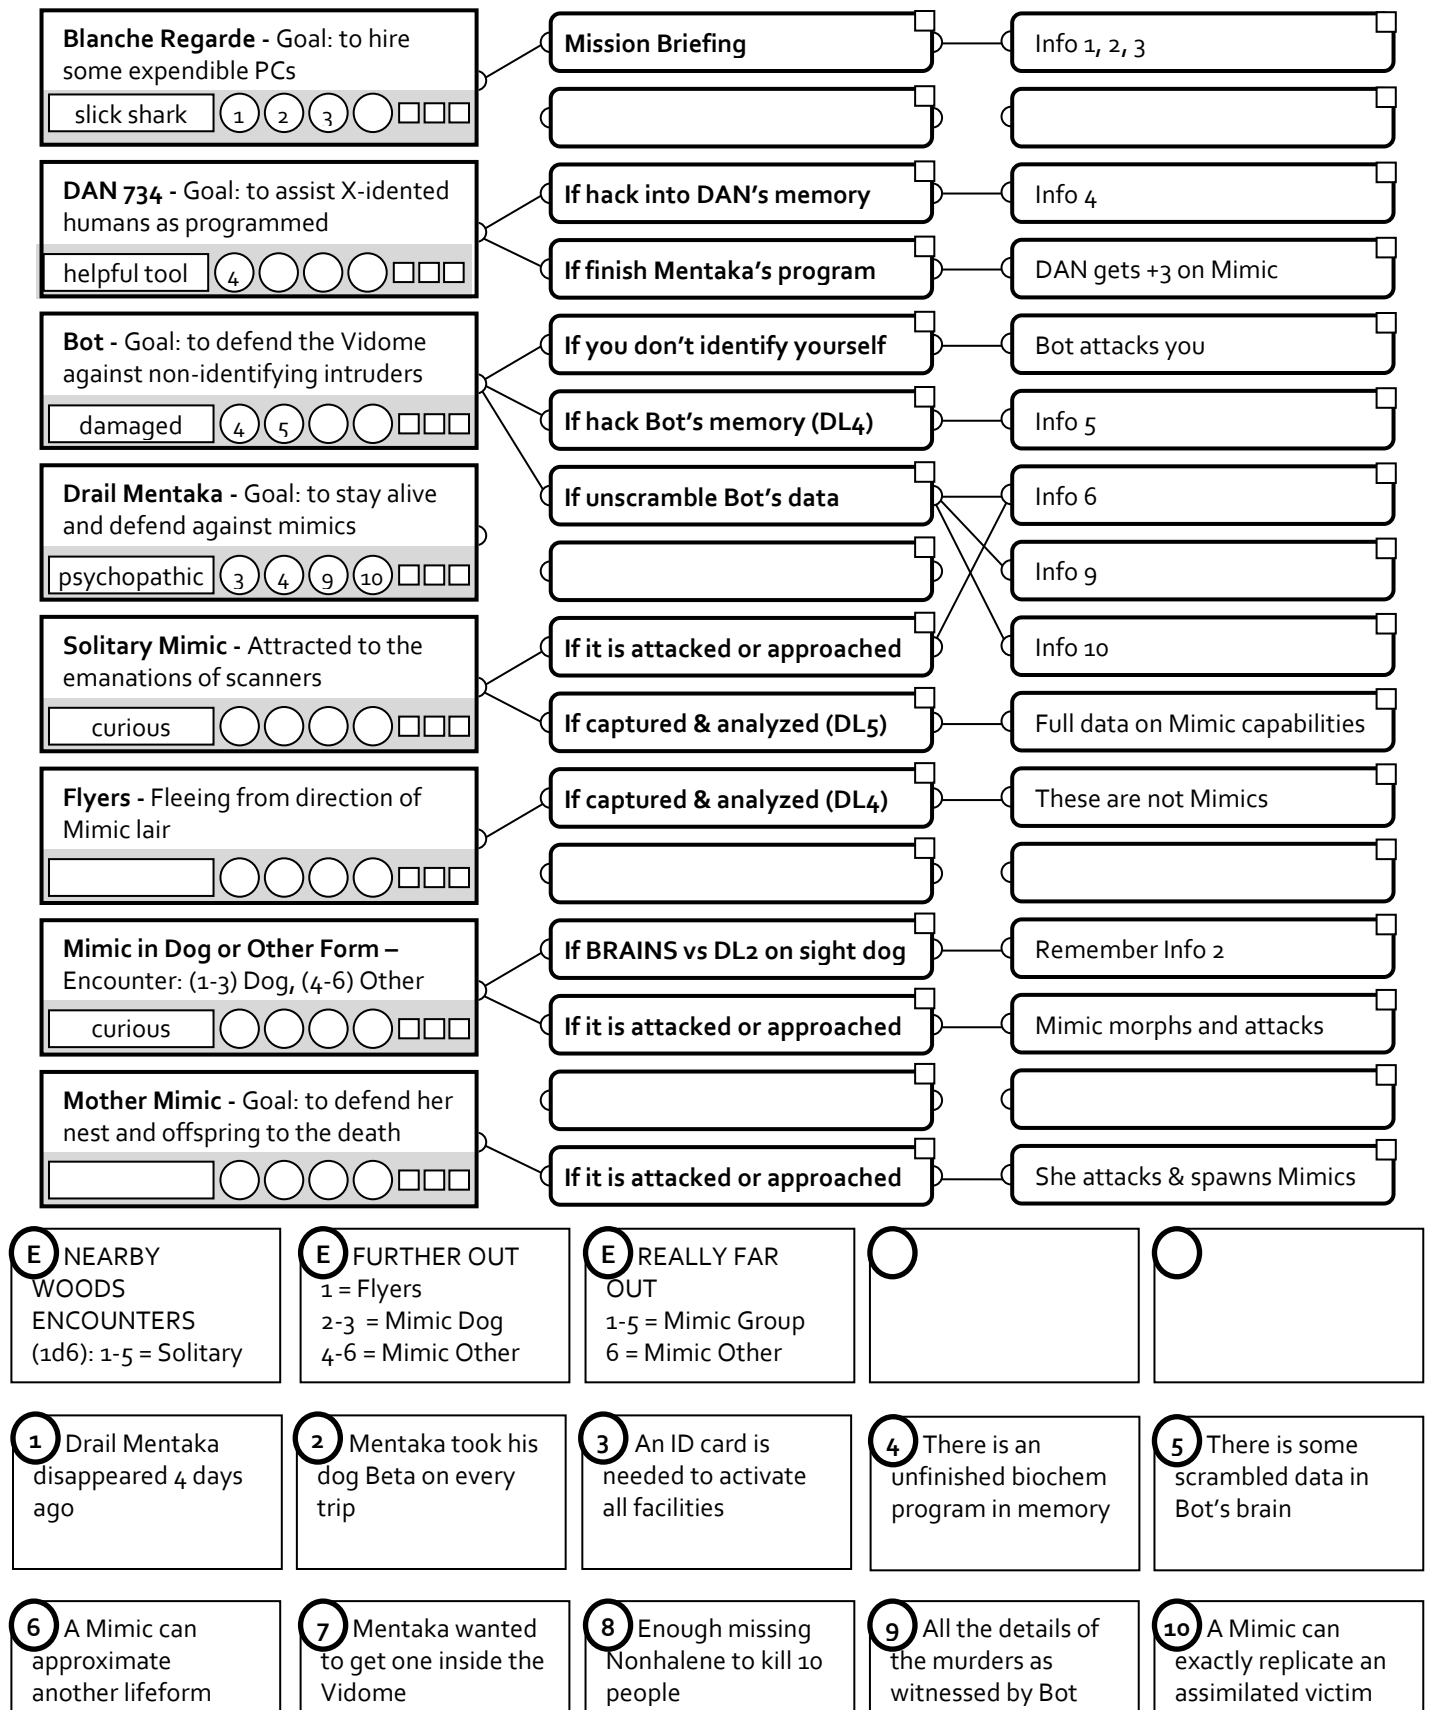 Blanche Regarde - Goal: to hire
some expendible PCs
slick shark 1 2 3
Mission Briefing
Info 1, 2, 3
DAN 734 - Goal: to assist X-idented
humans as programmed
helpful tool 4
If hack into DAN's memory
Info 4
If finish Mentaka's program
DAN gets +3 on Mimic
Bot - Goal: to defend the Vidome
against non-identifying intruders
damaged 4 5
If you don't identify yourself
Bot attacks you
If hack Bot's memory (DL4)
Info 5
If unscramble Bot's data
Info 6
Drail Mentaka - Goal: to stay alive
and defend against mimics
psychopathic 3 4 9 10
Info 9
Solitary Mimic - Attracted to the
emanations of scanners
curious
If it is attacked or approached
Info 10
If captured & analyzed (DL5)
Full data on Mimic capabilities
Flyers - Fleeing from direction of
Mimic lair
If captured & analyzed (DL4)
These are not Mimics
Mimic in Dog or Other Form –
Encounter: (1-3) Dog, (4-6) Other
curious
If BRAINS vs DL2 on sight dog
Remember Info 2
If it is attacked or approached
Mimic morphs and attacks
Mother Mimic - Goal: to defend her
nest and offspring to the death
If it is attacked or approached
She attacks & spawns Mimics
E NEARBY
WOODS
ENCOUNTERS
(1d6): 1-5 = Solitary
E FURTHER OUT
1 = Flyers
2-3 = Mimic Dog
4-6 = Mimic Other
E REALLY FAR
OUT
1-5 = Mimic Group
6 = Mimic Other
1 Drail Mentaka
disappeared 4 days
ago
2 Mentaka took his
dog Beta on every
trip
3 An ID card is
needed to activate
all facilities
4 There is an
unfinished biochem
program in memory
5 There is some
scrambled data in
Bot's brain
6 A Mimic can
approximate
another lifeform
7 Mentaka wanted
to get one inside the
Vidome
8 Enough missing
Nonhalene to kill 10
people
9 All the details of
the murders as
witnessed by Bot
10 A Mimic can
exactly replicate an
assimilated victim